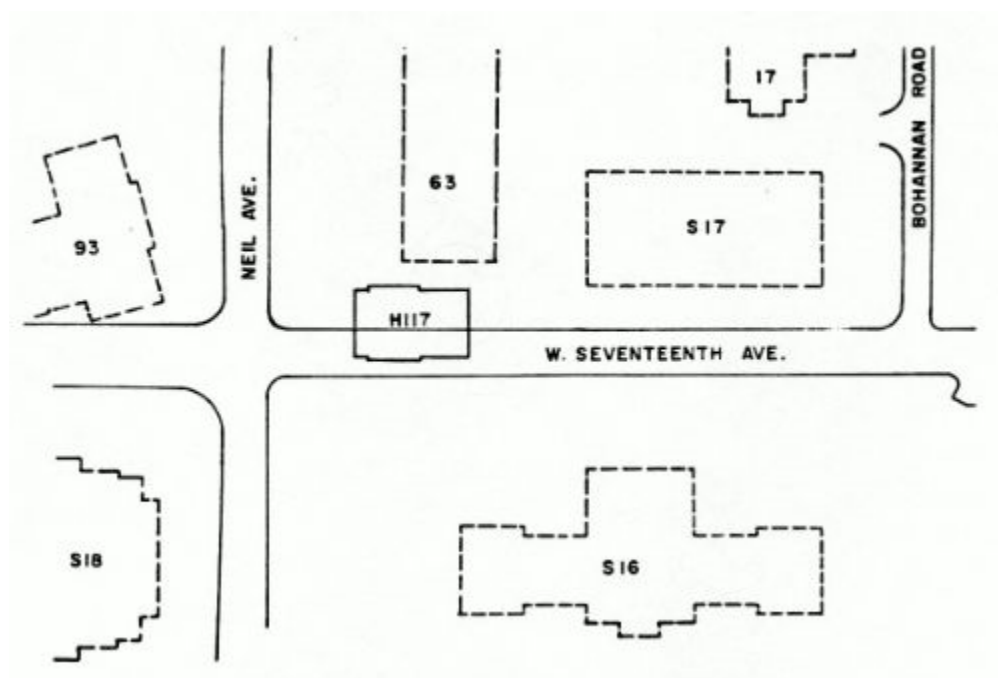 17
BOHANNAN ROAD
63
NEIL AVE.
S17
93
H117
W. SEVENTEENTH AVE.
S18
S16